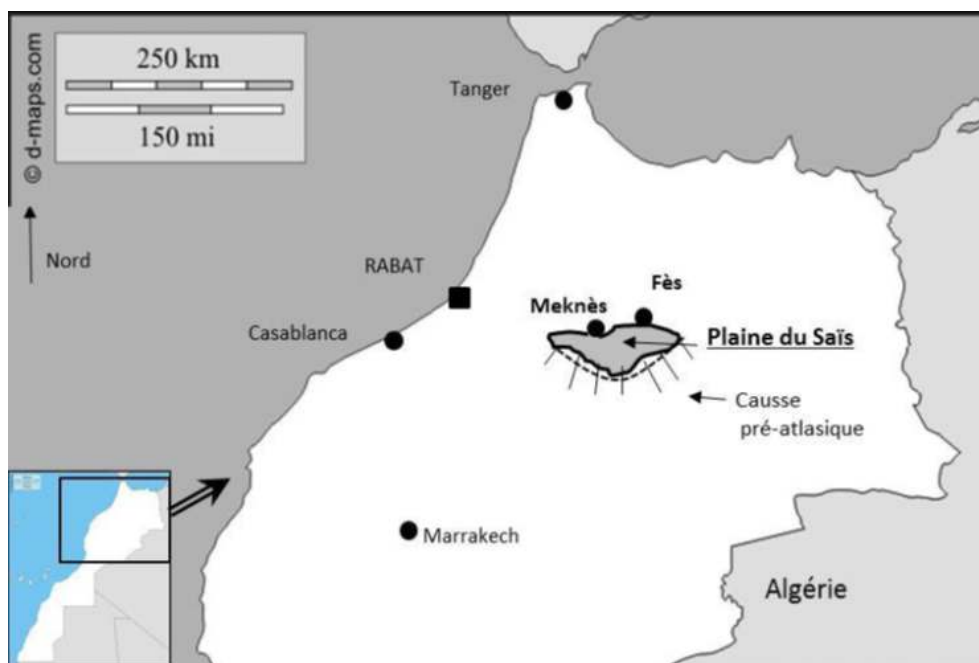 © d-maps.com
250 km
150 mi
Nord
Tanger
RABAT
Casablanca
Meknès
Fès
Plaine du Saïs
Causse
pré-atlasique
Marrakech
Algérie